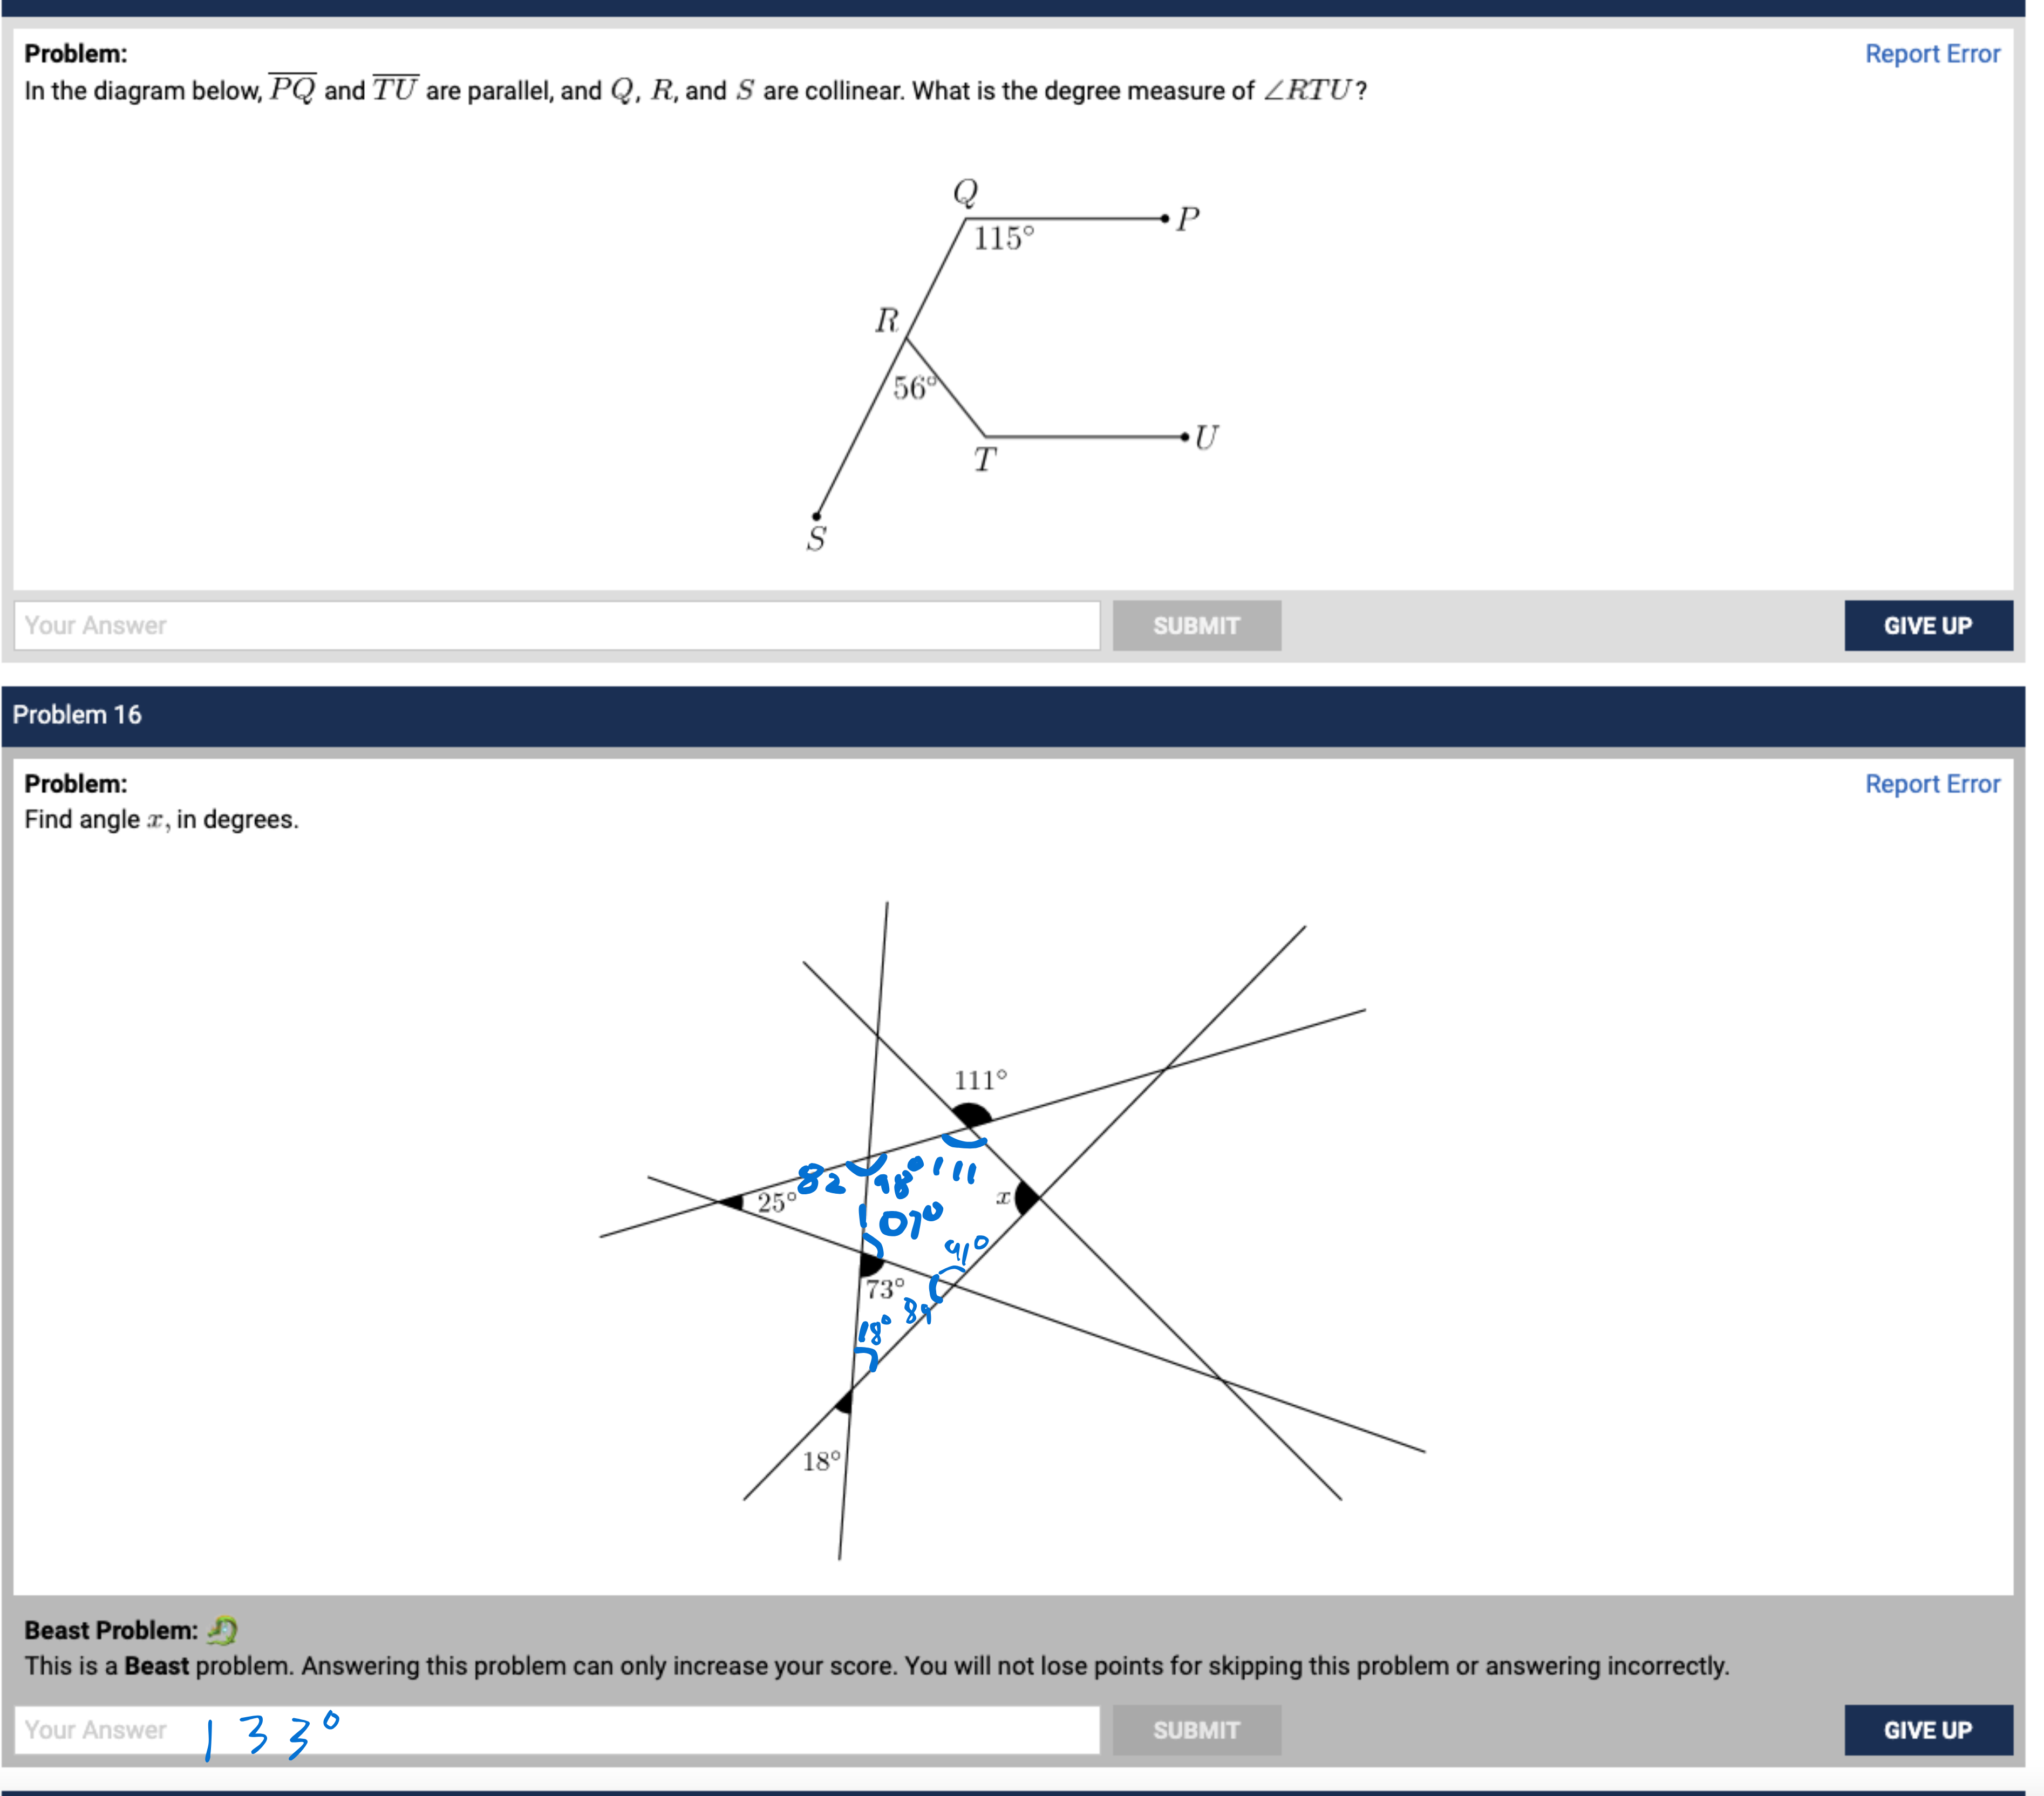 Problem:
Report Error
In the diagram below, PQ and TU are parallel, and Q, R, and S are collinear. What is the degree measure of ∠RTU?
Q
P
115°
R
56°
U
T
S
Your Answer
SUBMIT
GIVE UP
Problem 16
Problem:
Report Error
Find angle x, in degrees.
111°
82 98° 111
25°
x
107°
91°
73°
89
18°
18°
Beast Problem:
This is a Beast problem. Answering this problem can only increase your score. You will not lose points for skipping this problem or answering incorrectly.
Your Answer 133°
SUBMIT
GIVE UP